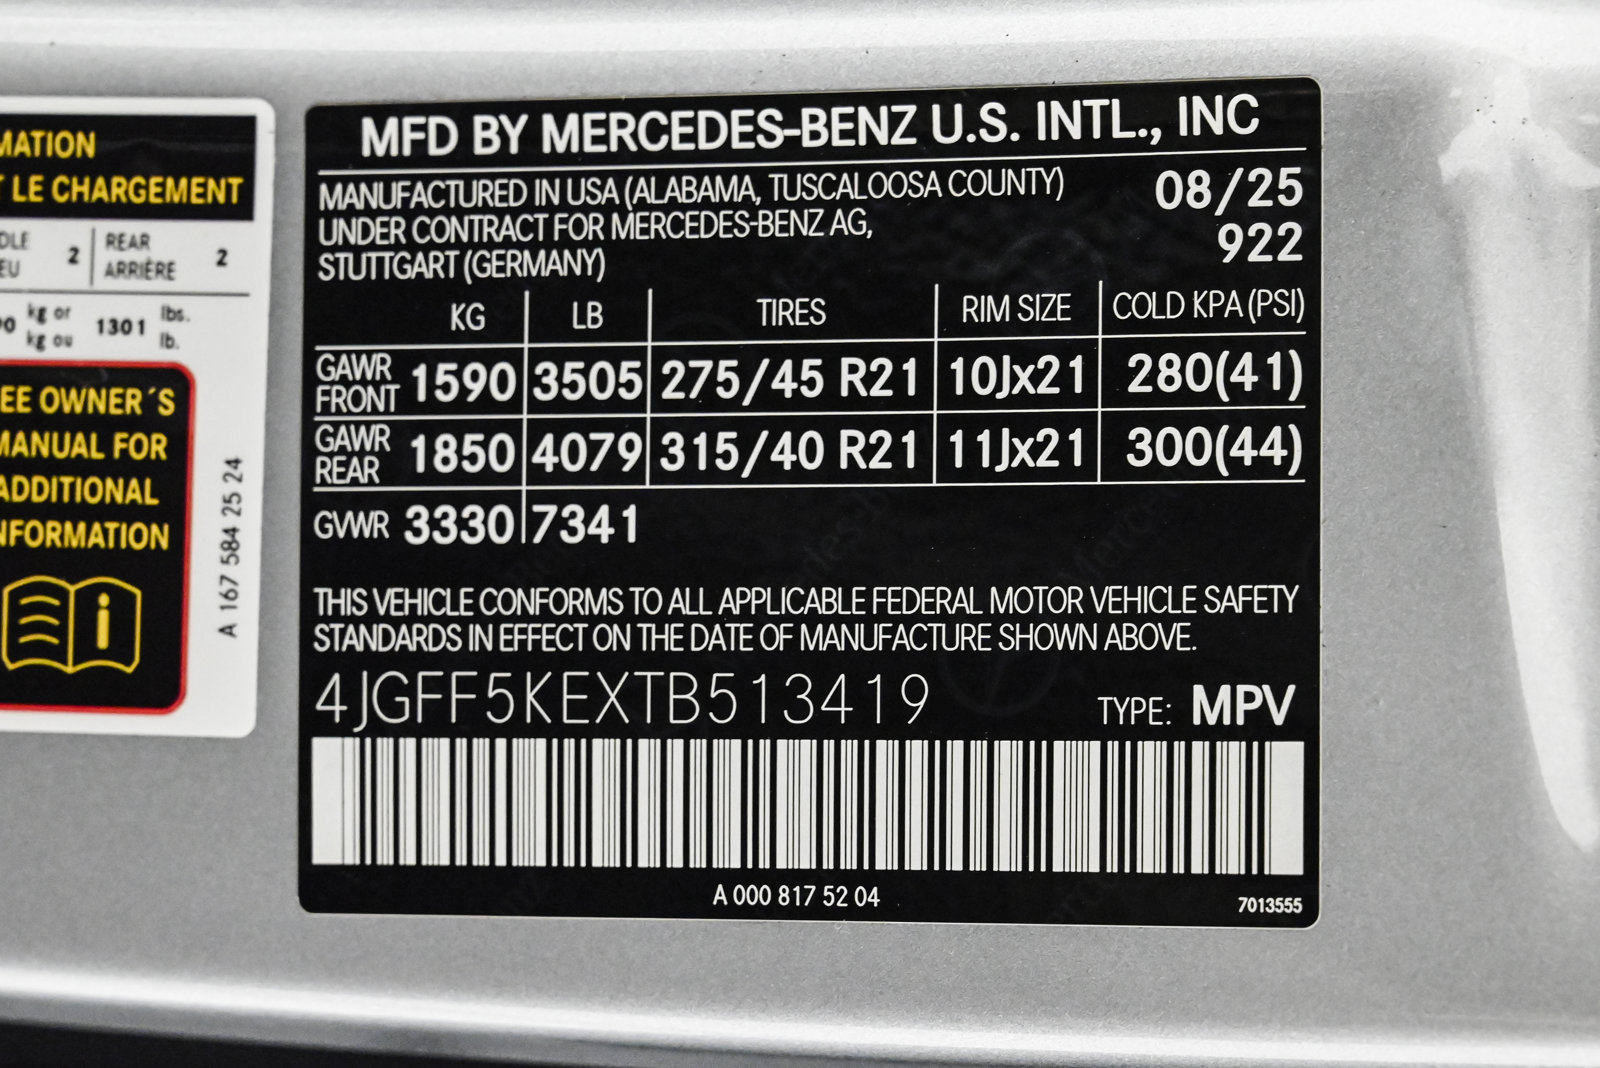 MATION
LE CHARGEMENT
2 REAR
ARRIÈRE 2
kg or
kg ou 1301 lbs.
lb.
EE OWNER´S
MANUAL FOR
ADDITIONAL
NFORMATION
A 167 584 25 24
MFD BY MERCEDES-BENZ U.S. INTL., INC
MANUFACTURED IN USA (ALABAMA, TUSCALOOSA COUNTY) 08/25
UNDER CONTRACT FOR MERCEDES-BENZ AG, 922
STUTTGART (GERMANY)
KG LB TIRES RIM SIZE COLD KPA (PSI)
GAWR FRONT 1590 3505 275/45 R21 10Jx21 280(41)
GAWR REAR 1850 4079 315/40 R21 11Jx21 300(44)
GVWR 3330 7341
THIS VEHICLE CONFORMS TO ALL APPLICABLE FEDERAL MOTOR VEHICLE SAFETY
STANDARDS IN EFFECT ON THE DATE OF MANUFACTURE SHOWN ABOVE.
4JGFF5KEXTB513419 TYPE: MPV
A 000 817 52 04
7013555